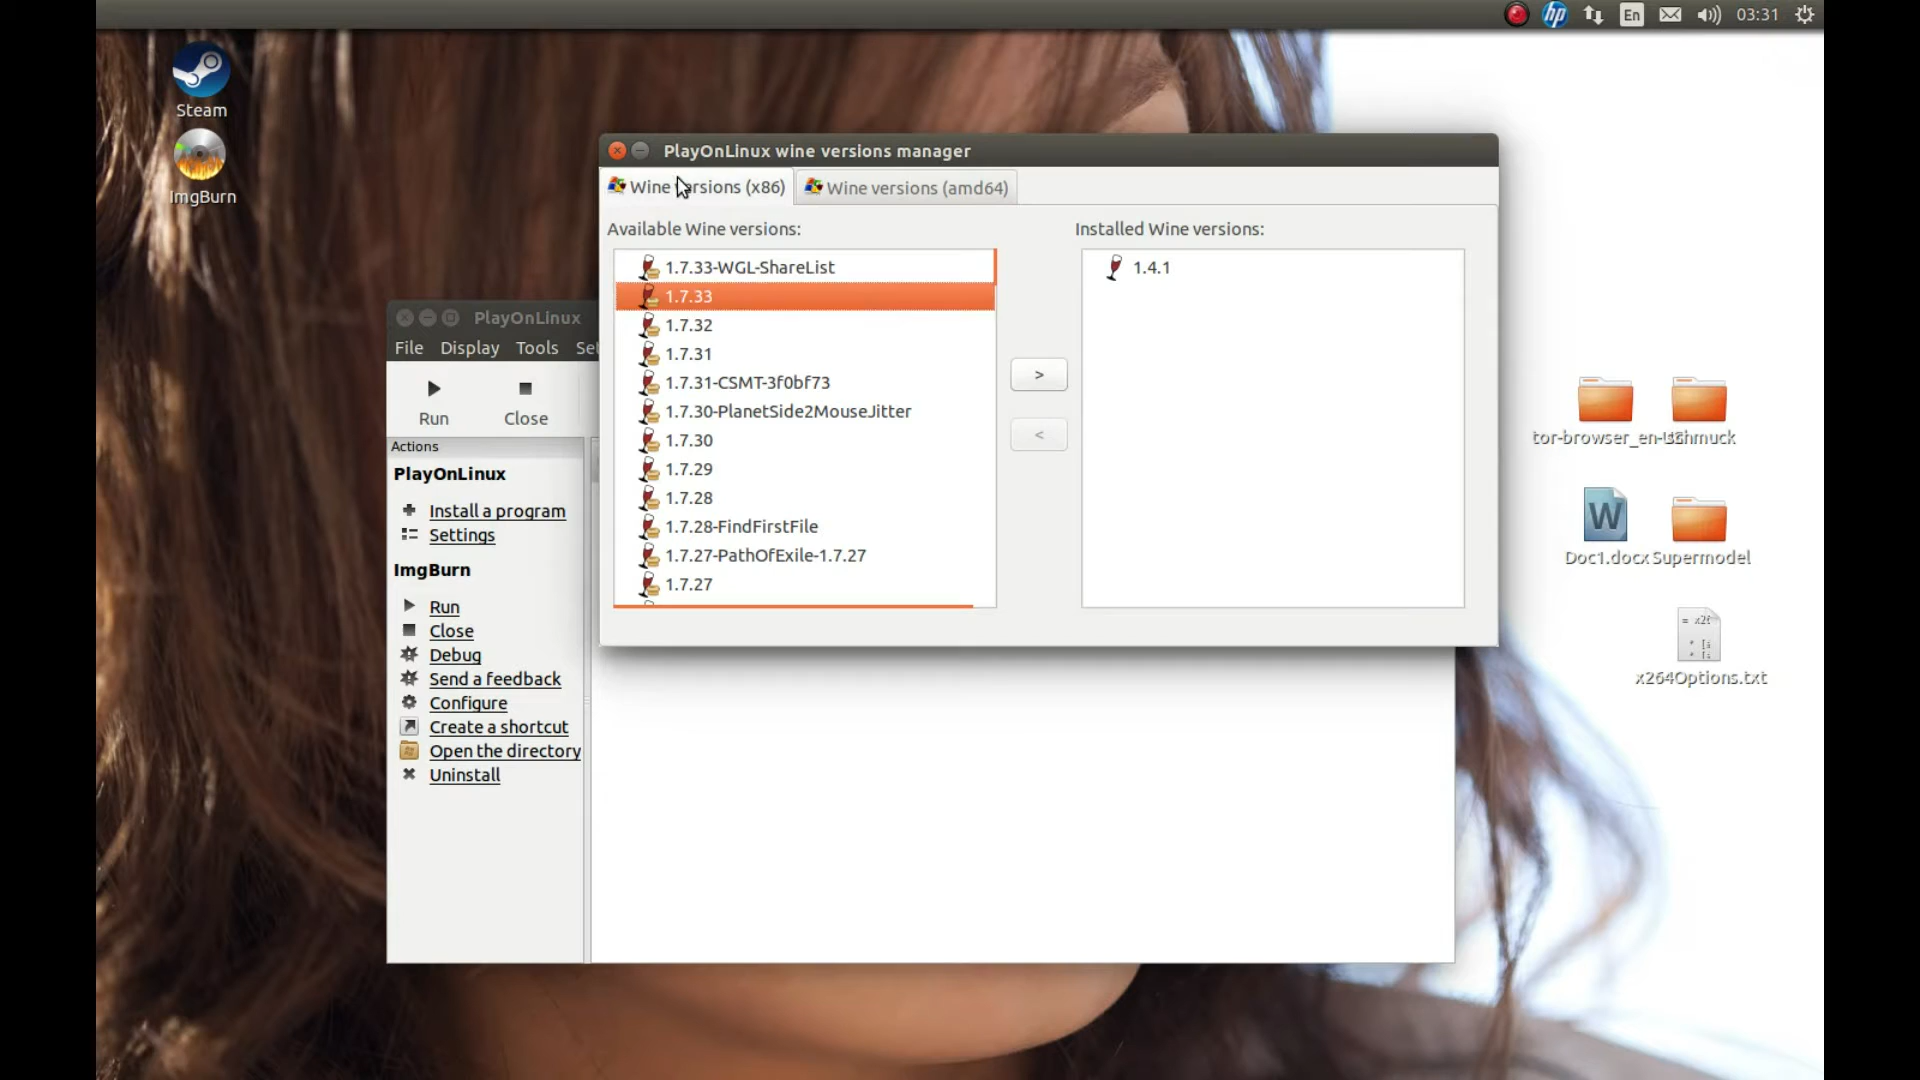 hp
En
03:31
Steam
ImgBurn
PlayOnLinux wine versions manager
Wine versions (x86)
Wine versions (amd64)
Available Wine versions:
1.7.33-WGL-ShareList
1.7.33
1.7.32
1.7.31
1.7.31-CSMT-3f0bf73
1.7.30-PlanetSide2MouseJitter
1.7.30
1.7.29
1.7.28
1.7.28-FindFirstFile
1.7.27-PathOfExile-1.7.27
1.7.27
>
<
Installed Wine versions:
1.4.1
PlayOnLinux
File Display Tools
Run
Close
Actions
PlayOnLinux
Install a program
Settings
ImgBurn
Run
Close
Debug
Send a feedback
Configure
Create a shortcut
Open the directory
Uninstall
tor-browser_en-US
schmuck
W
Doc1.docx
Supermodel
x264Options.txt